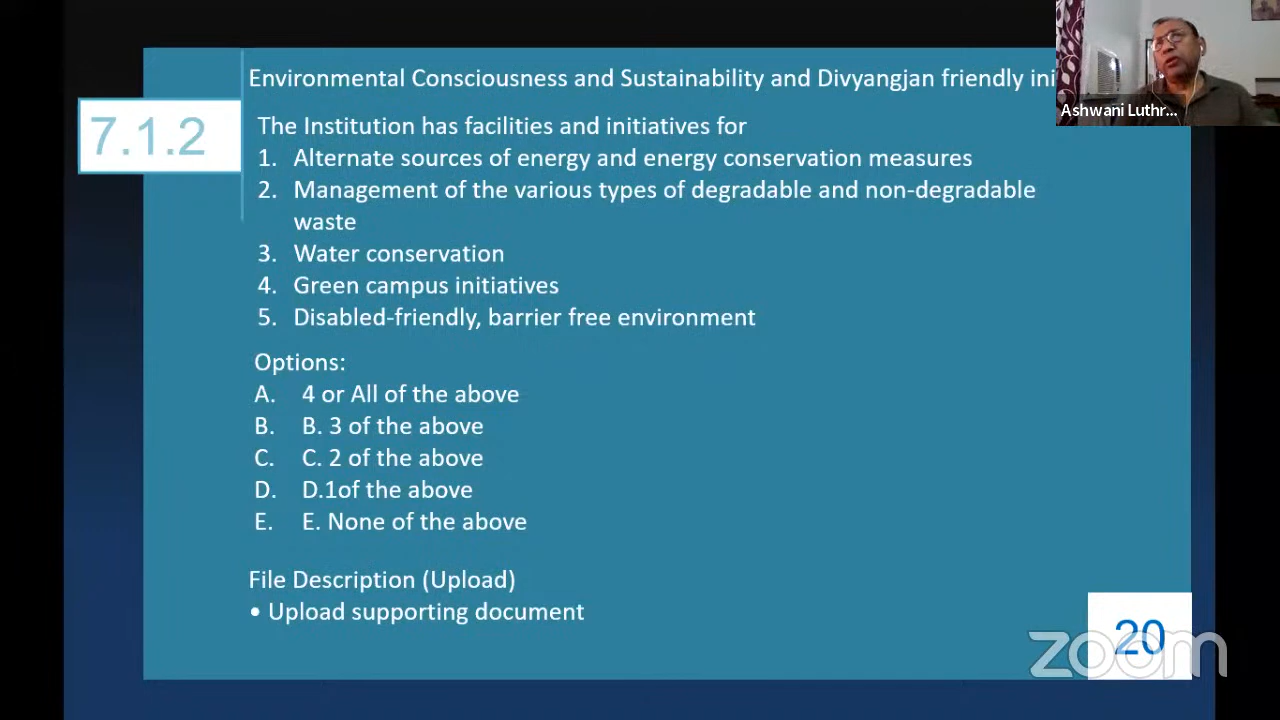 Environmental Consciousness and Sustainability and Divyangjan friendly ini
Ashwani Luthr...
7.1.2
The Institution has facilities and initiatives for
1. Alternate sources of energy and energy conservation measures
2. Management of the various types of degradable and non-degradable
waste
3. Water conservation
4. Green campus initiatives
5. Disabled-friendly, barrier free environment
Options:
A. 4 or All of the above
B. B. 3 of the above
C. C. 2 of the above
D. D.1of the above
E. E. None of the above
File Description (Upload)
• Upload supporting document
20
zoom